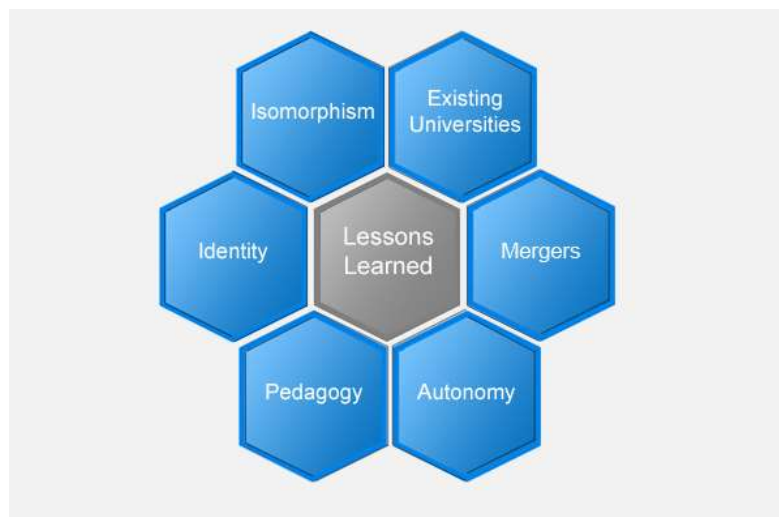 Isomorphism
Existing
Universities
Identity
Lessons
Learned
Mergers
Pedagogy
Autonomy